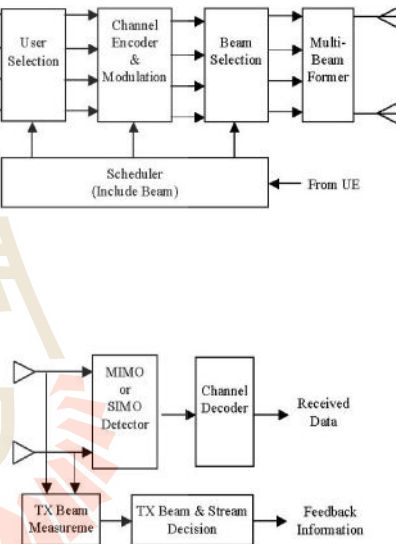 User
Selection
Channel
Encoder
&
Modulation
Beam
Selection
Multi-
Beam
Former
Scheduler
(Include Beam)
From UE
MIMO
or
SIMO
Detector
Channel
Decoder
Received
Data
TX Beam
Measureme
TX Beam & Stream
Decision
Feedback
Information